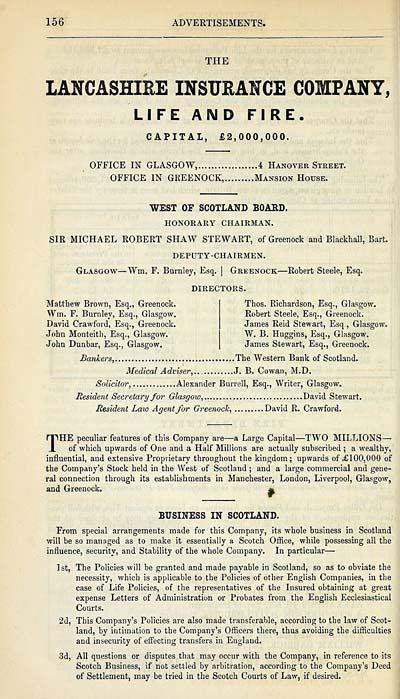 156 ADVERTISEMENTS.
THE
LANCASHIRE INSURANCE COMPANY,
LIFE AND FIRE.
CAPITAL, £2,000,000.
OFFICE IN GLASGOW,..................4 HANOVER STREET.
OFFICE IN GREENOCK,.........MANSION HOUSE.
WEST OF SCOTLAND BOARD.
HONORARY CHAIRMAN.
SIR MICHAEL ROBERT SHAW STEWART, of Greenock and Blackhall, Bart.
DEPUTY-CHAIRMEN.
GLASGOW—Wm. F. Burnley, Esq. | GREENOCK—Robert Steele, Esq.
DIRECTORS.
Matthew Brown, Esq., Greenock.
Wm. F. Burnley, Esq., Glasgow.
David Crawford, Esq., Greenock.
John Monteith, Esq., Glasgow.
John Dunbar, Esq., Glasgow.
Thos. Richardson, Esq., Glasgow.
Robert Steele, Esq., Greenock.
James Reid Stewart, Esq., Glasgow.
W. B. Huggins, Esq., Glasgow.
James Stewart, Esq., Greenock.
Bankers,....................................The Western Bank of Scotland.
Medical Adviser,............J. B. Cowan, M.D.
Solicitor,.............Alexander Burrell, Esq., Writer, Glasgow.
Resident Secretary for Glasgow,..............................David Stewart.
Resident Law Agent for Greenock,..........David R. Crawford.
THE peculiar features of this Company are—a Large Capital—TWO MILLIONS—
of which upwards of One and a Half Millions are actually subscribed; a wealthy,
influential, and extensive Proprietary throughout the kingdom; upwards of £100,000 of
the Company's Stock held in the West of Scotland; and a large commercial and gene-
ral connection through its establishments in Manchester, London, Liverpool, Glasgow,
and Greenock.
BUSINESS IN SCOTLAND.
From special arrangements made for this Company, its whole business in Scotland
will be so managed as to make it essentially a Scotch Office, while possessing all the
influence, security, and Stability of the whole Company. In particular—
1st, The Policies will be granted and made payable in Scotland, so as to obviate the
necessity, which is applicable to the Policies of other English Companies, in the
case of Life Policies, of the representatives of the Insured obtaining at great
expense Letters of Administration or Probates from the English Ecclesiastical
Courts.
2d, This Company's Policies are also made transferable, according to the law of Scot-
land, by intimation to the Company's Officers there, thus avoiding the difficulties
and insecurity of effecting transfers in England.
3d, All questions or disputes that may occur with the Company, in reference to its
Scotch Business, if not settled by arbitration, according to the Company's Deed
of Settlement, may be tried in the Scotch Courts of Law, if desired.